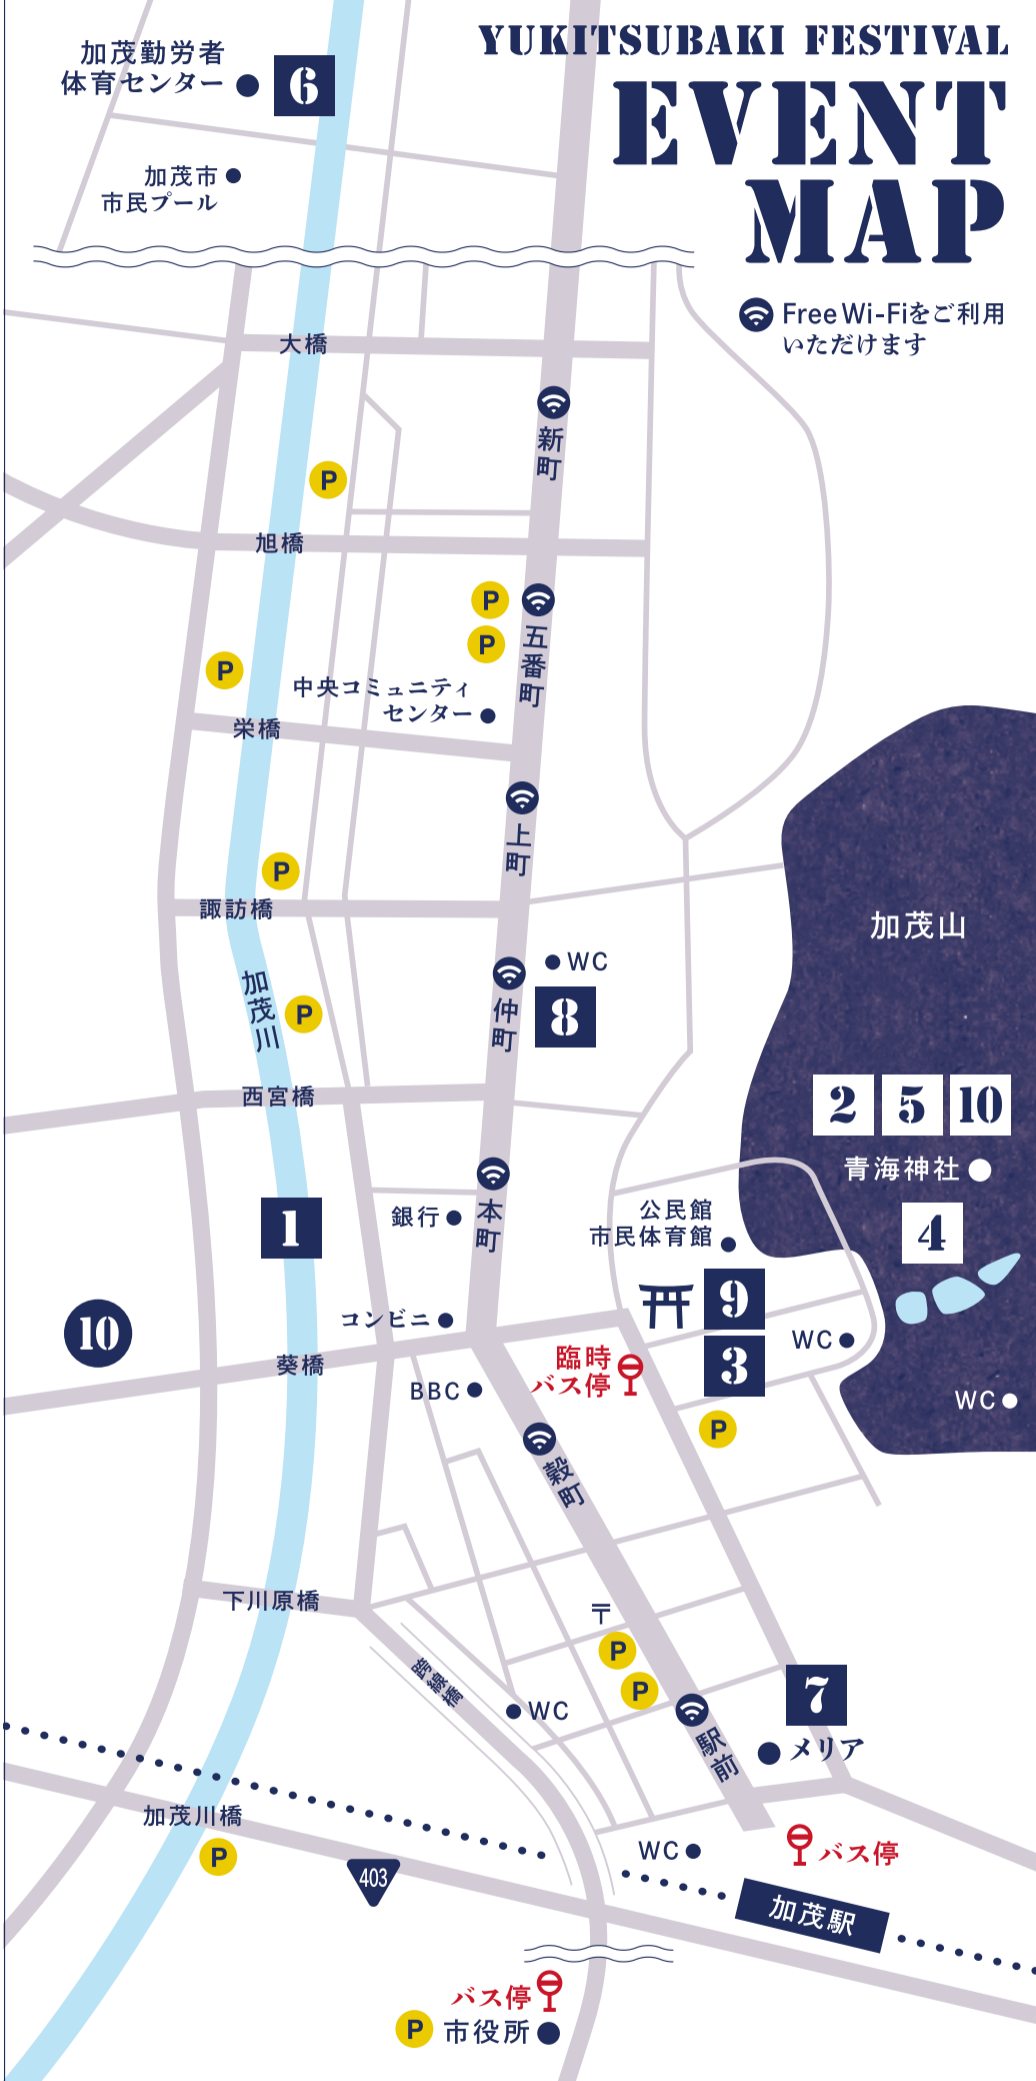 YUKITSUBAKI FESTIVAL
EVENT
MAP
Free Wi-Fiをご利用
いただけます
加茂勤労者
体育センター
6
加茂市
市民プール
大橋
新町
P
旭橋
P
P
五番町
P
中央コミュニティ
センター
栄橋
上町
P
諏訪橋
加茂山
WC
加茂川
P
仲町
8
西宮橋
2 5 10
青海神社
4
本町
銀行
公民館
市民体育館
1
9
コンビニ
10
葵橋
臨時
バス停
3
WC
BBC
WC
P
穀町
下川原橋
〒
P
P
跨線橋
WC
7
駅前
メリア
加茂川橋
P
WC
バス停
403
加茂駅
バス停
P
市役所